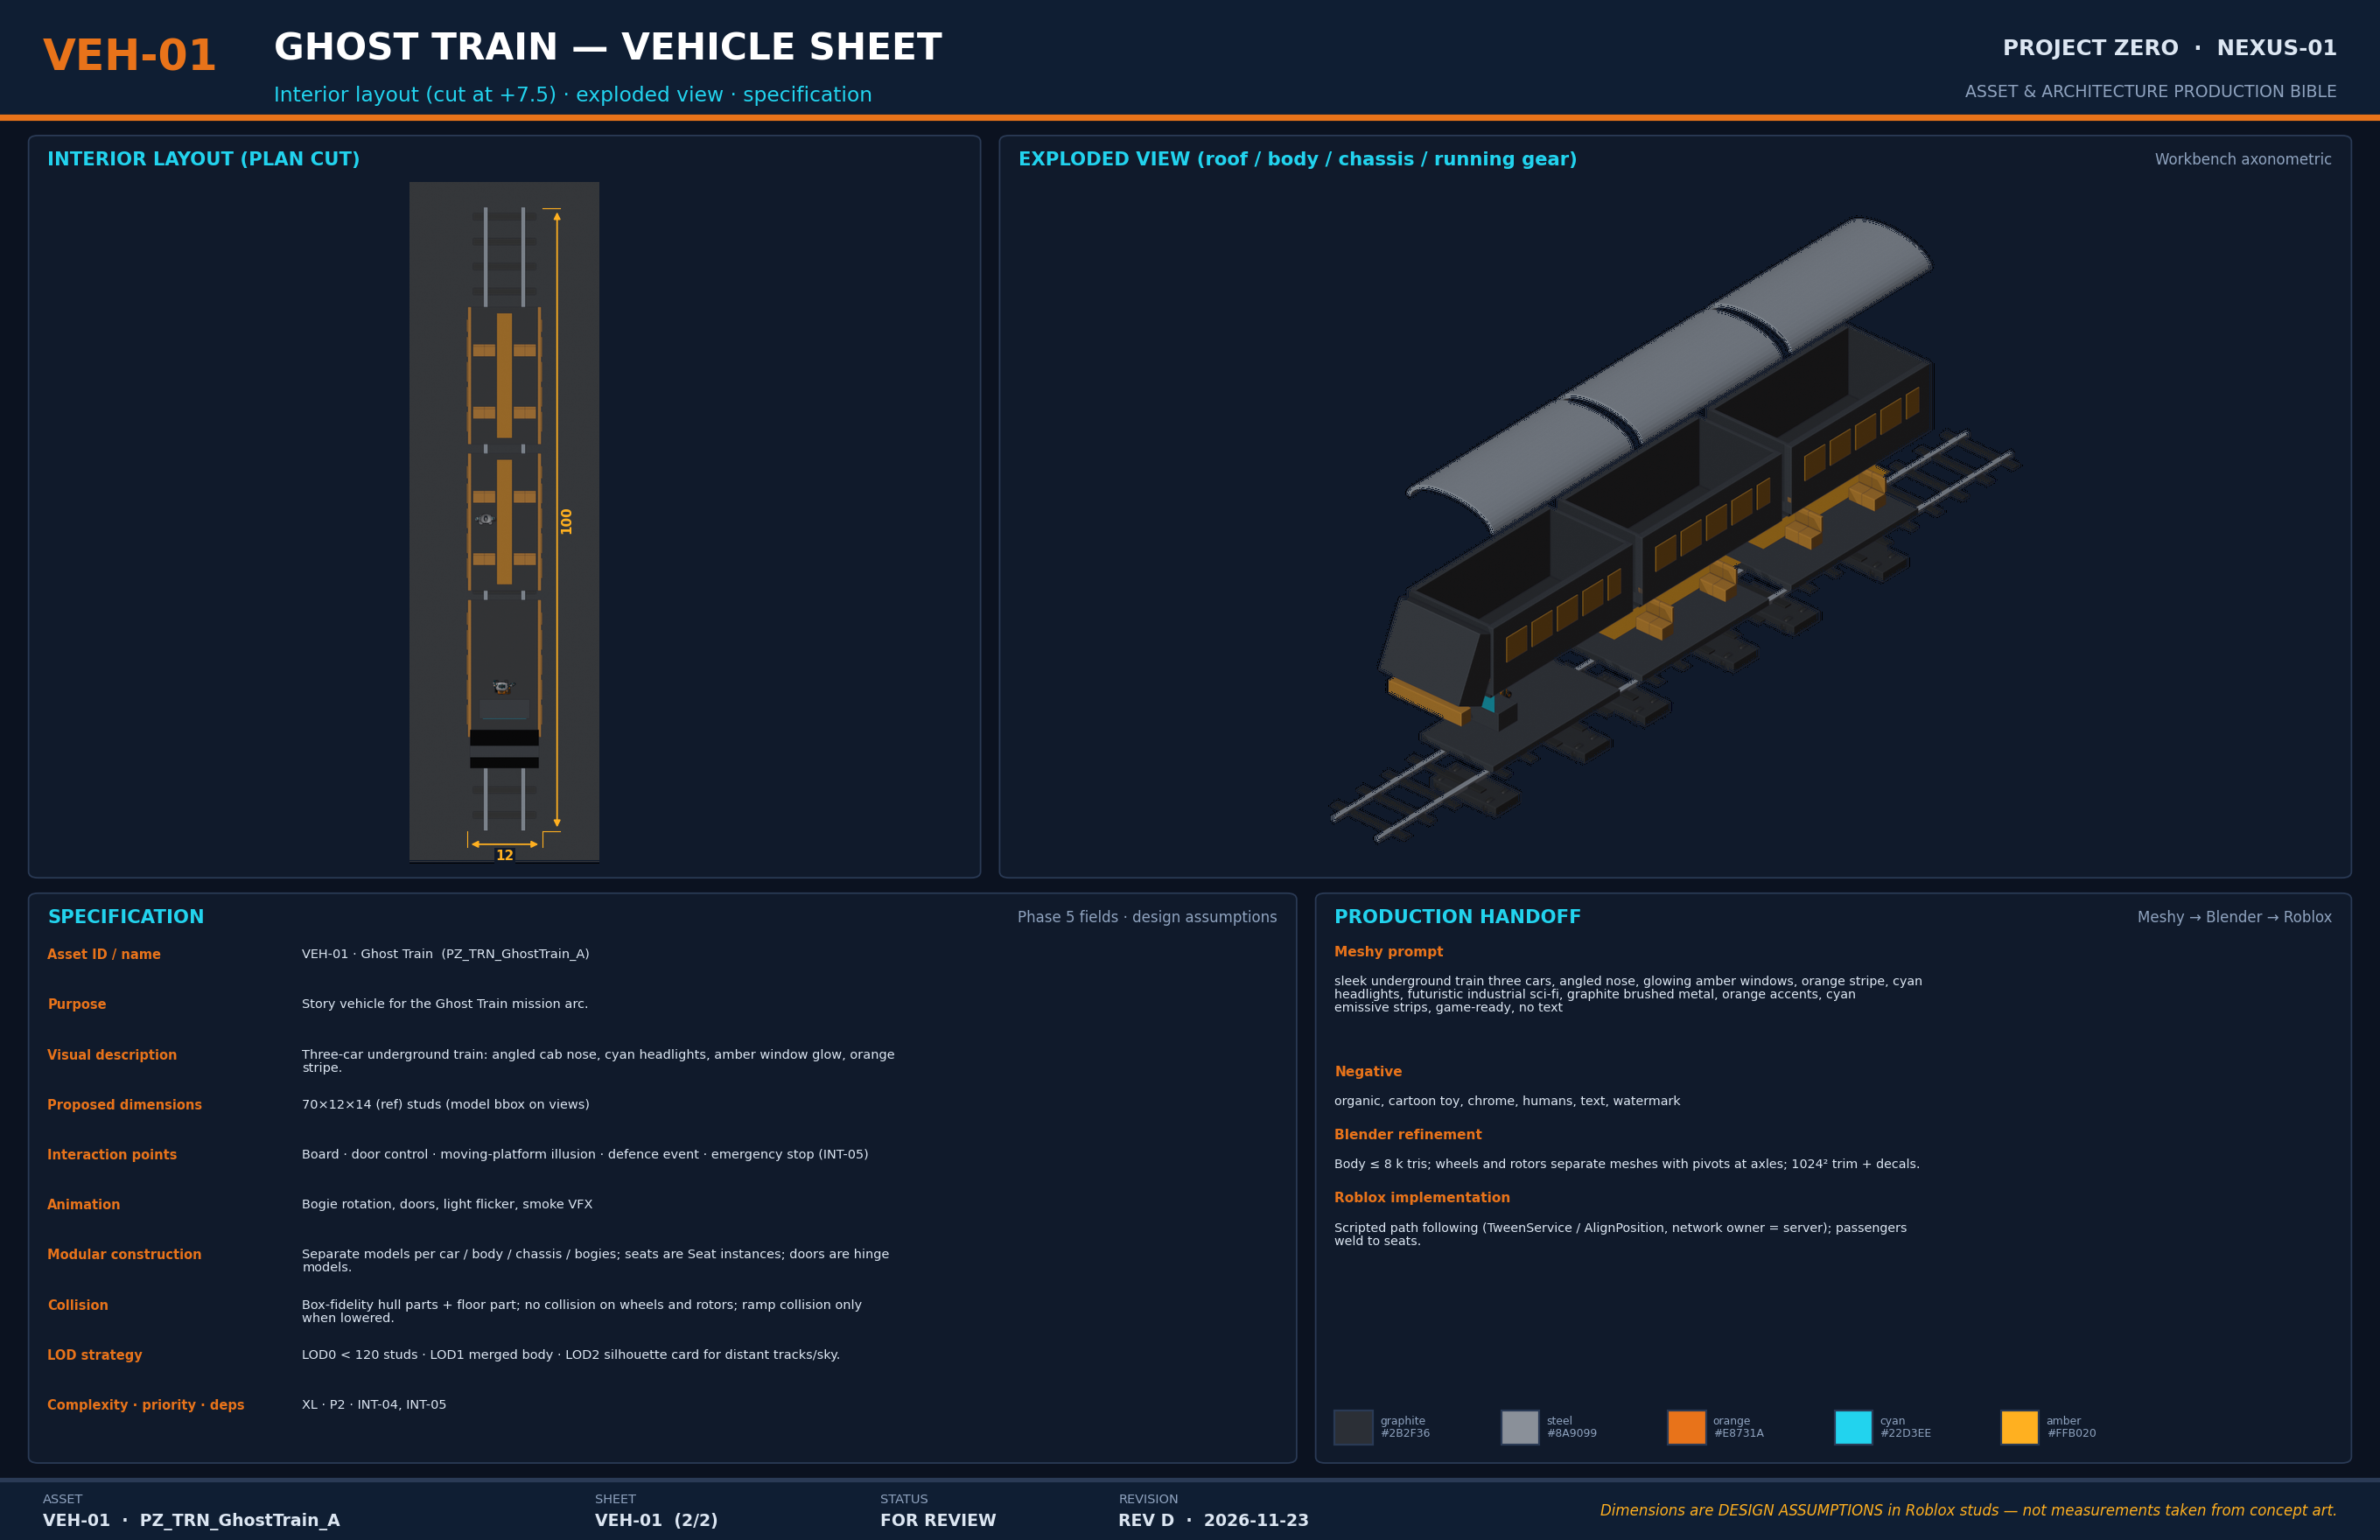 VEH-01
GHOST TRAIN — VEHICLE SHEET
Interior layout (cut at +7.5) · exploded view · specification
PROJECT ZERO · NEXUS-01
ASSET & ARCHITECTURE PRODUCTION BIBLE
INTERIOR LAYOUT (PLAN CUT)
100
12
EXPLODED VIEW (roof / body / chassis / running gear)
Workbench axonometric
SPECIFICATION
Phase 5 fields · design assumptions
Asset ID / name
VEH-01 · Ghost Train (PZ_TRN_GhostTrain_A)
Purpose
Story vehicle for the Ghost Train mission arc.
Visual description
Three-car underground train: angled cab nose, cyan headlights, amber window glow, orange
stripe.
Proposed dimensions
70×12×14 (ref) studs (model bbox on views)
Interaction points
Board · door control · moving-platform illusion · defence event · emergency stop (INT-05)
Animation
Bogie rotation, doors, light flicker, smoke VFX
Modular construction
Separate models per car / body / chassis / bogies; seats are Seat instances; doors are hinge
models.
Collision
Box-fidelity hull parts + floor part; no collision on wheels and rotors; ramp collision only
when lowered.
LOD strategy
LOD0 < 120 studs · LOD1 merged body · LOD2 silhouette card for distant tracks/sky.
Complexity · priority · deps
XL · P2 · INT-04, INT-05
PRODUCTION HANDOFF
Meshy → Blender → Roblox
Meshy prompt
sleek underground train three cars, angled nose, glowing amber windows, orange stripe, cyan
headlights, futuristic industrial sci-fi, graphite brushed metal, orange accents, cyan
emissive strips, game-ready, no text
Negative
organic, cartoon toy, chrome, humans, text, watermark
Blender refinement
Body ≤ 8 k tris; wheels and rotors separate meshes with pivots at axles; 1024² trim + decals.
Roblox implementation
Scripted path following (TweenService / AlignPosition, network owner = server); passengers
weld to seats.
graphite
#2B2F36
steel
#8A9099
orange
#E8731A
cyan
#22D3EE
amber
#FFB020
ASSET
VEH-01 · PZ_TRN_GhostTrain_A
SHEET
VEH-01 (2/2)
STATUS
FOR REVIEW
REVISION
REV D · 2026-11-23
Dimensions are DESIGN ASSUMPTIONS in Roblox studs — not measurements taken from concept art.